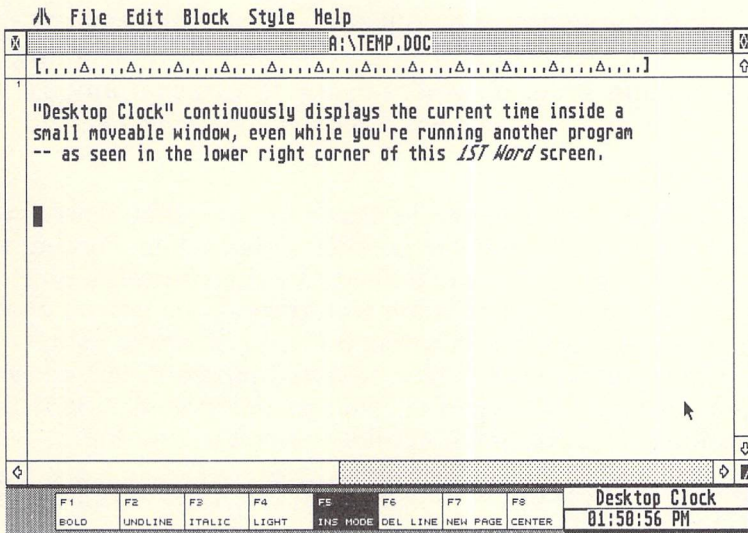 File Edit Block Style Help
A:\TEMP.DOC
1
"Desktop Clock" continuously displays the current time inside a
small moveable window, even while you're running another program
-- as seen in the lower right corner of this 1ST Word screen.
F1 F2 F3 F4 F5 F6 F7 F8
BOLD UNDLINE ITALIC LIGHT INS MODE DEL LINE NEW PAGE CENTER
Desktop Clock
01:50:56 PM